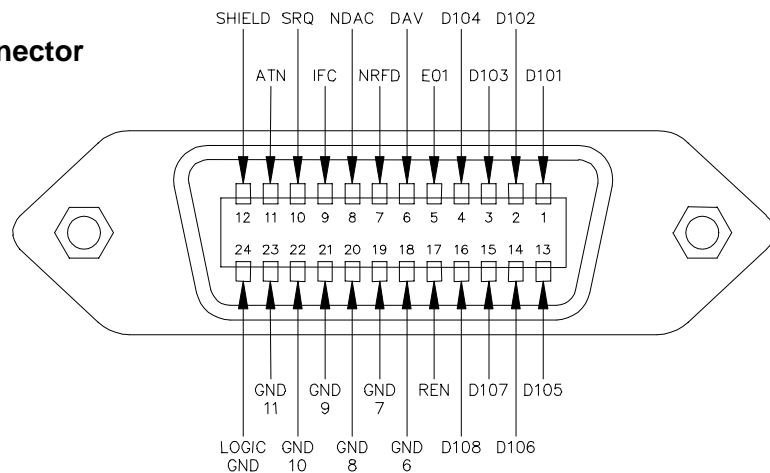 SHIELD SRQ NDAC DAV D104 D102
nector
ATN IFC NRFD E01 D103 D101
12 11 10 9 8 7 6 5 4 3 2 1
24 23 22 21 20 19 18 17 16 15 14 13
GND 11 GND 9 GND 7 REN D107 D105
LOGIC GND GND 10 GND 8 GND 6 D108 D106